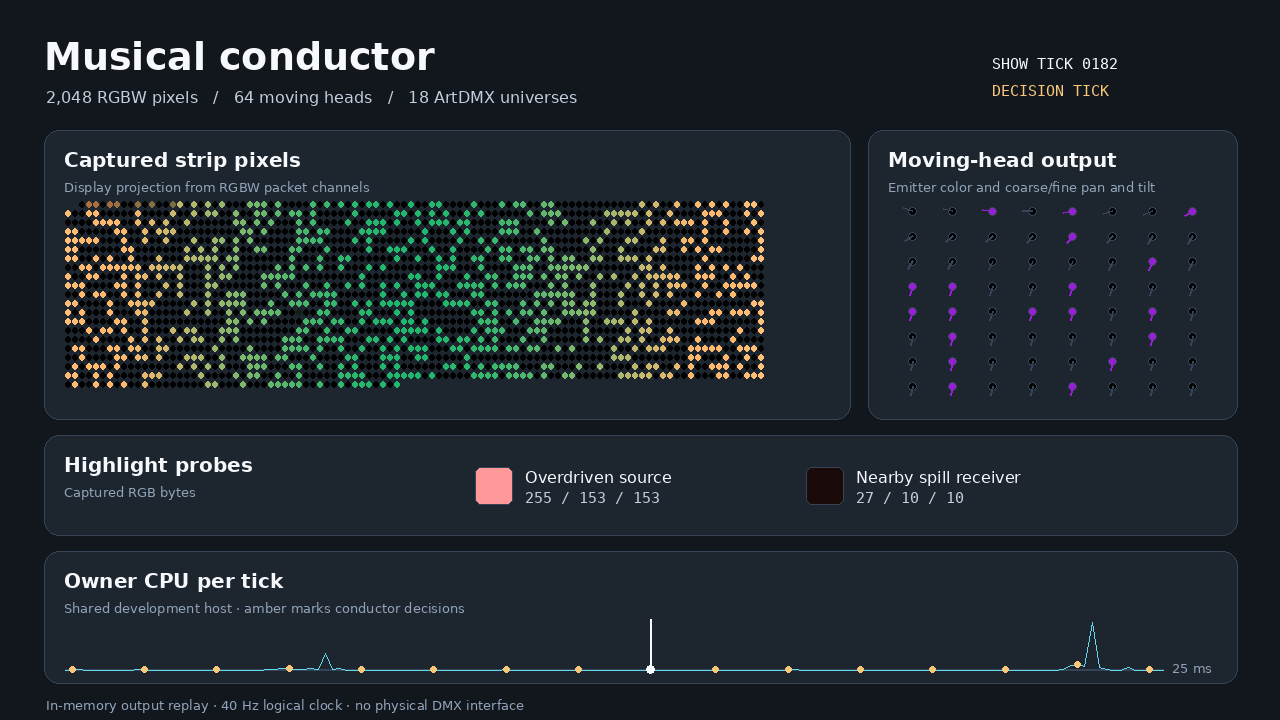 Musical conductor
2,048 RGBW pixels / 64 moving heads / 18 ArtDMX universes
SHOW TICK 0182
DECISION TICK
Captured strip pixels
Display projection from RGBW packet channels
Moving-head output
Emitter color and coarse/fine pan and tilt
Highlight probes
Captured RGB bytes
Overdriven source
255 / 153 / 153
Nearby spill receiver
27 / 10 / 10
Owner CPU per tick
Shared development host · amber marks conductor decisions
25 ms
In-memory output replay · 40 Hz logical clock · no physical DMX interface